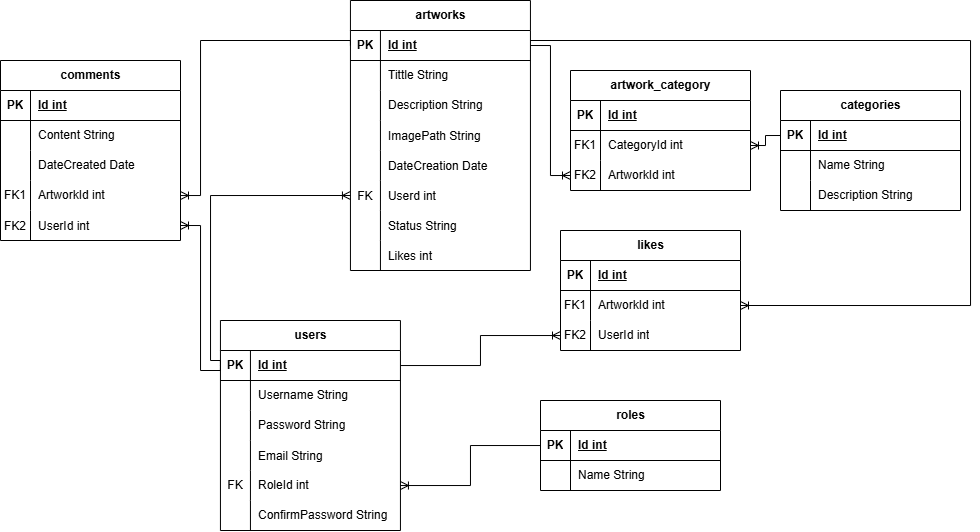 artworks
PK Id int
Tittle String
Description String
ImagePath String
DateCreation Date
FK Userd int
Status String
Likes int
comments
PK Id int
Content String
DateCreated Date
FK1 ArtworkId int
FK2 UserId int
artwork_category
PK Id int
FK1 CategoryId int
FK2 ArtworkId int
categories
PK Id int
Name String
Description String
likes
PK Id int
FK1 ArtworkId int
FK2 UserId int
users
PK Id int
Username String
Password String
Email String
FK RoleId int
ConfirmPassword String
roles
PK Id int
Name String